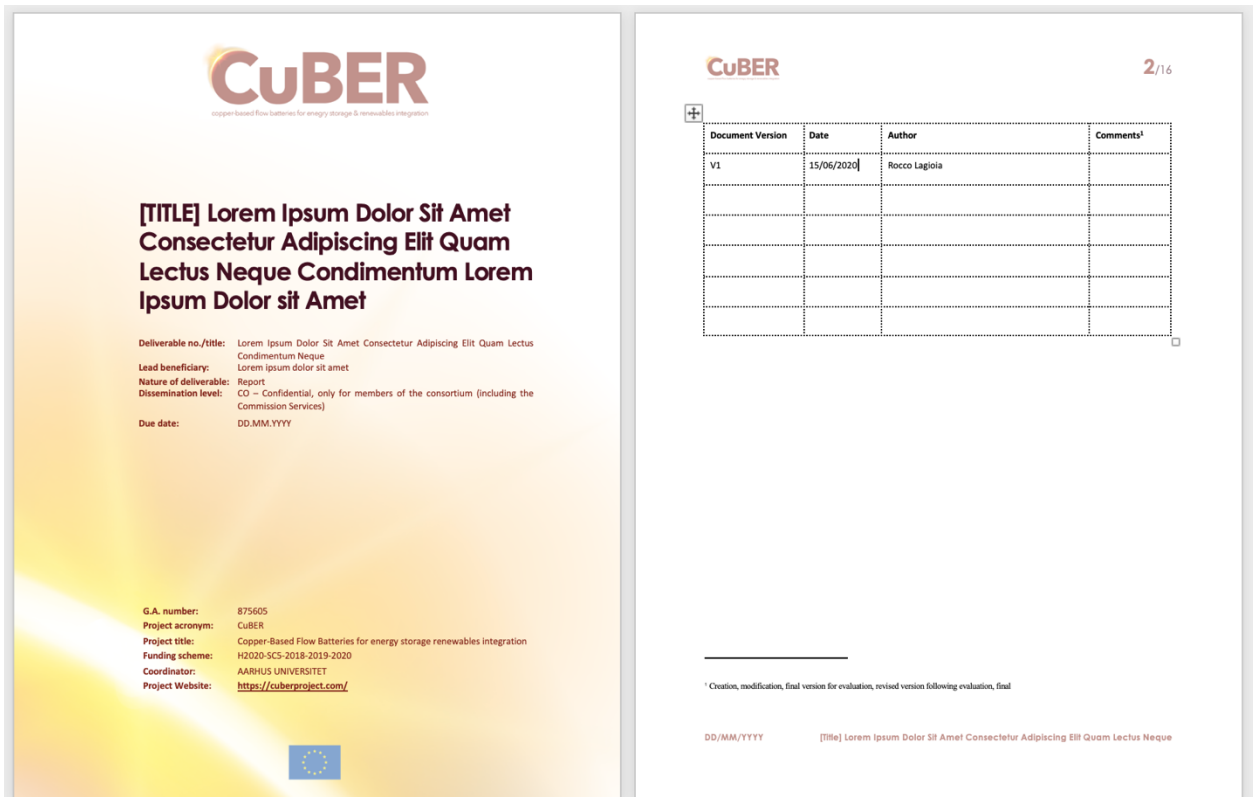 CuBER
copper-based flow batteries for enegry storage & renewables integration
[TITLE] Lorem Ipsum Dolor Sit Amet
Consectetur Adipiscing Elit Quam
Lectus Neque Condimentum Lorem
Ipsum Dolor sit Amet
Deliverable no./title: Lorem Ipsum Dolor Sit Amet Consectetur Adipiscing Elit Quam Lectus
Condimentum Neque
Lead beneficiary: Lorem ipsum dolor sit amet
Nature of deliverable: Report
Dissemination level: CO – Confidential, only for members of the consortium (including the
Commission Services)
Due date: DD.MM.YYYY
G.A. number: 875605
Project acronym: CuBER
Project title: Copper-Based Flow Batteries for energy storage renewables integration
Funding scheme: H2020-SC5-2018-2019-2020
Coordinator: AARHUS UNIVERSITET
Project Website: https://cuberproject.com/
CuBER 2/16
Document Version Date Author Comments¹
V1 15/06/2020 Rocco Lagioia
¹ Creation, modification, final version for evaluation, revised version following evaluation, final
DD/MM/YYYY [Title] Lorem Ipsum Dolor Sit Amet Consectetur Adipiscing Elit Quam Lectus Neque